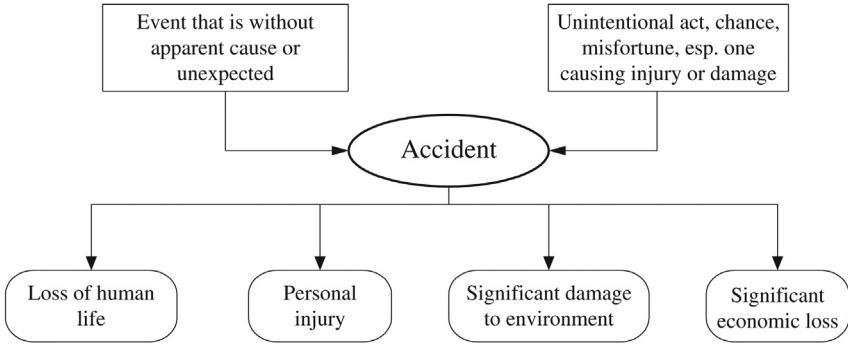 Event that is without
apparent cause or
unexpected
Unintentional act, chance,
misfortune, esp. one
causing injury or damage
Accident
Loss of human
life
Personal
injury
Significant damage
to environment
Significant
economic loss